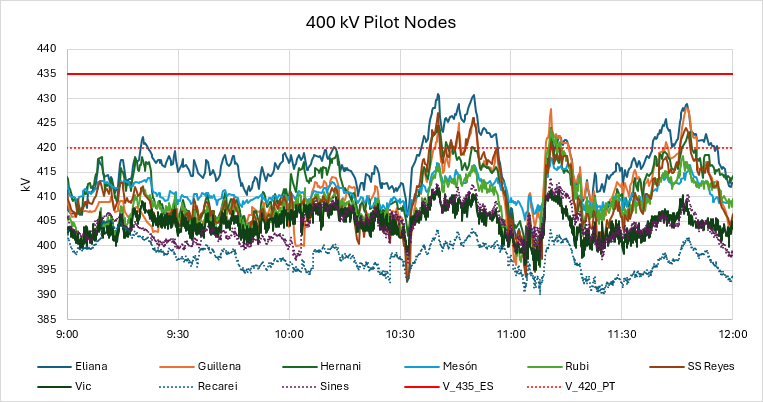 400 kV Pilot Nodes
440
435
430
425
420
415
410
405
400
395
390
385
kV
9:00 9:30 10:00 10:30 11:00 11:30 12:00
Eliana Guillena Hernani Mesón Rubi SS Reyes
Vic Recarei Sines V_435_ES V_420_PT